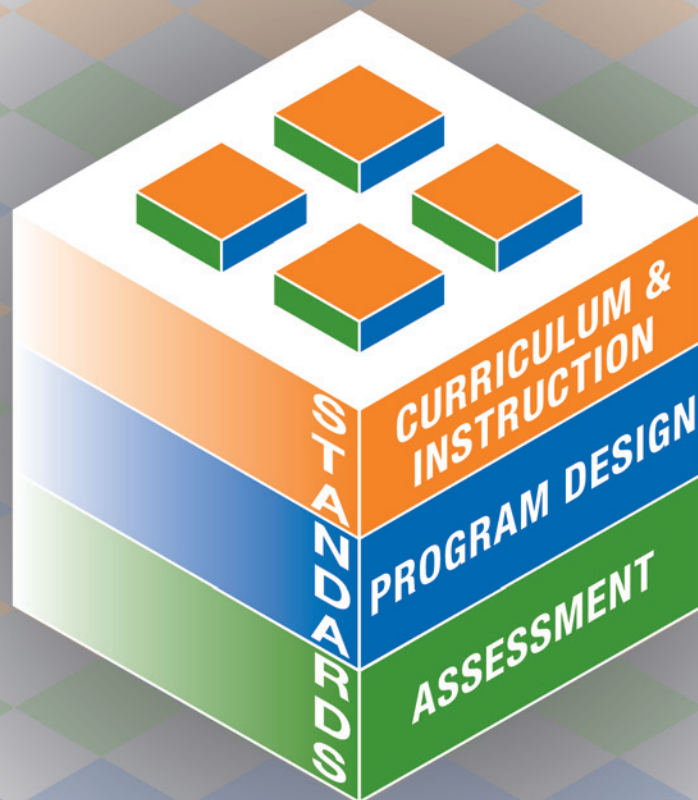 STANDARDS
CURRICULUM &
INSTRUCTION
PROGRAM DESIGN
ASSESSMENT